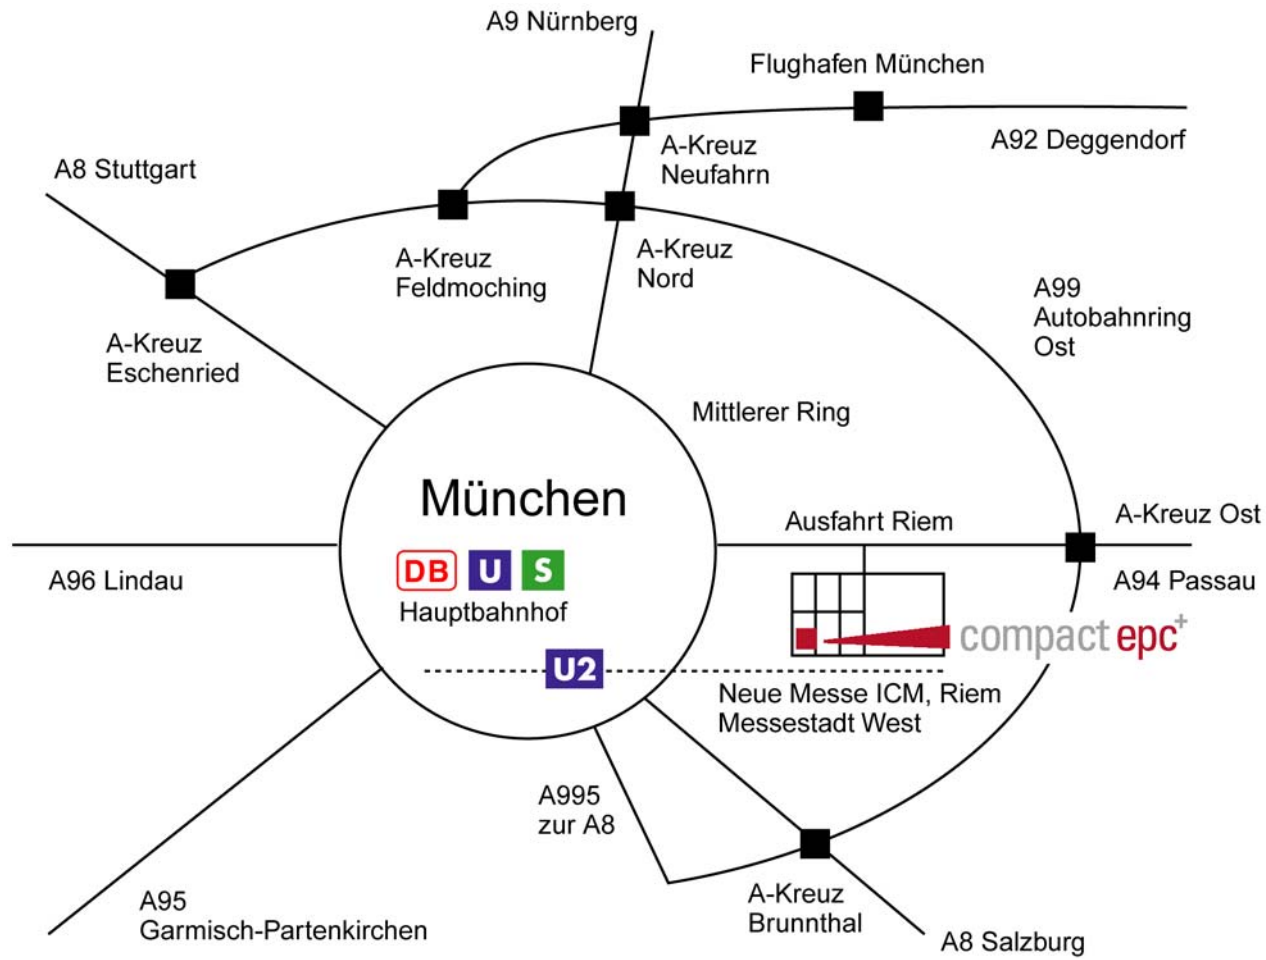 A9 Nürnberg
Flughafen München
A92 Deggendorf
A-Kreuz
Neufahrn
A8 Stuttgart
A-Kreuz
Feldmoching
A-Kreuz
Nord
A99
Autobahnring
Ost
A-Kreuz
Eschenried
Mittlerer Ring
München
DB U S
Hauptbahnhof
Ausfahrt Riem
A-Kreuz Ost
A94 Passau
A96 Lindau
compact epc+
U2
Neue Messe ICM, Riem
Messestadt West
A995
zur A8
A-Kreuz
Brunnthal
A95
Garmisch-Partenkirchen
A8 Salzburg